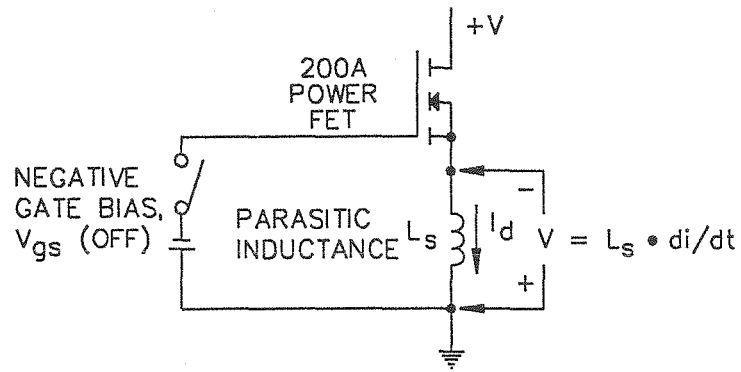 +V
200A
POWER
FET
NEGATIVE
GATE BIAS,
Vgs (OFF)
PARASITIC
INDUCTANCE
Ls
Id
−
V = Ls • di/dt
+